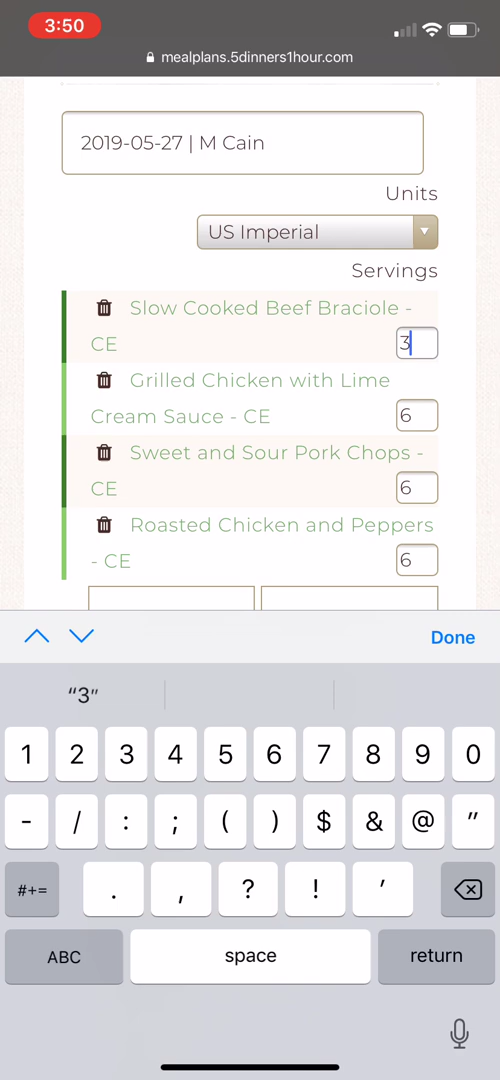 3:50
mealplans.5dinners1hour.com
2019-05-27 | M Cain
Units
US Imperial
Servings
Slow Cooked Beef Braciole -
CE 3
Grilled Chicken with Lime
Cream Sauce - CE 6
Sweet and Sour Pork Chops -
CE 6
Roasted Chicken and Peppers
- CE 6
Done
“3”
1 2 3 4 5 6 7 8 9 0
- / : ; ( ) $ & @ ”
#+= . , ? ! ’
ABC space return